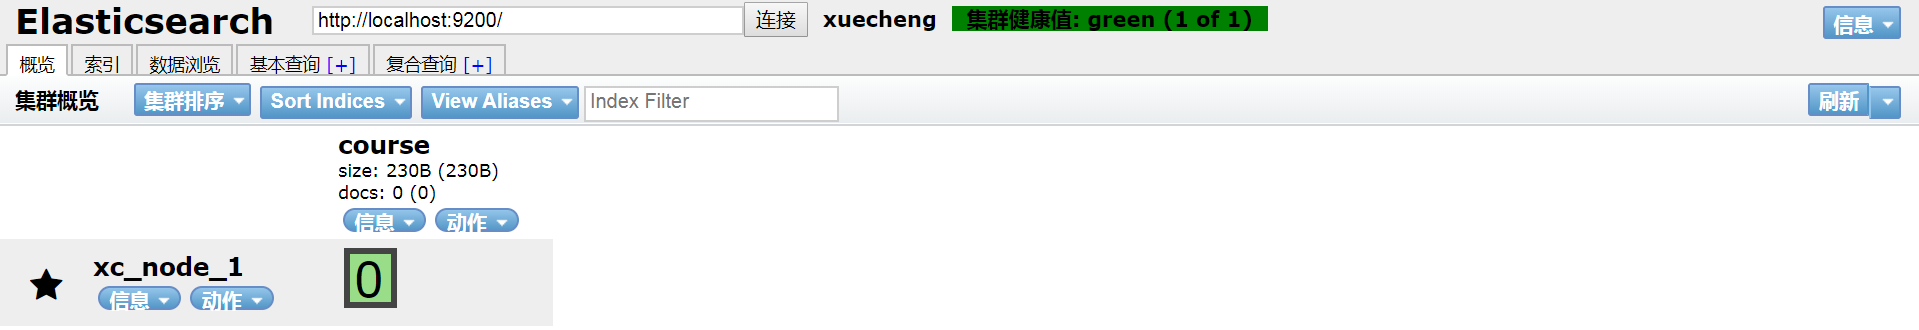 Elasticsearch http://localhost:9200/ 连接 xuecheng 集群健康值: green (1 of 1) 信息
概览 索引 数据浏览 基本查询 [+] 复合查询 [+]
集群概览 集群排序 Sort Indices View Aliases Index Filter 刷新
course
size: 230B (230B)
docs: 0 (0)
信息 动作
xc_node_1 0
信息 动作